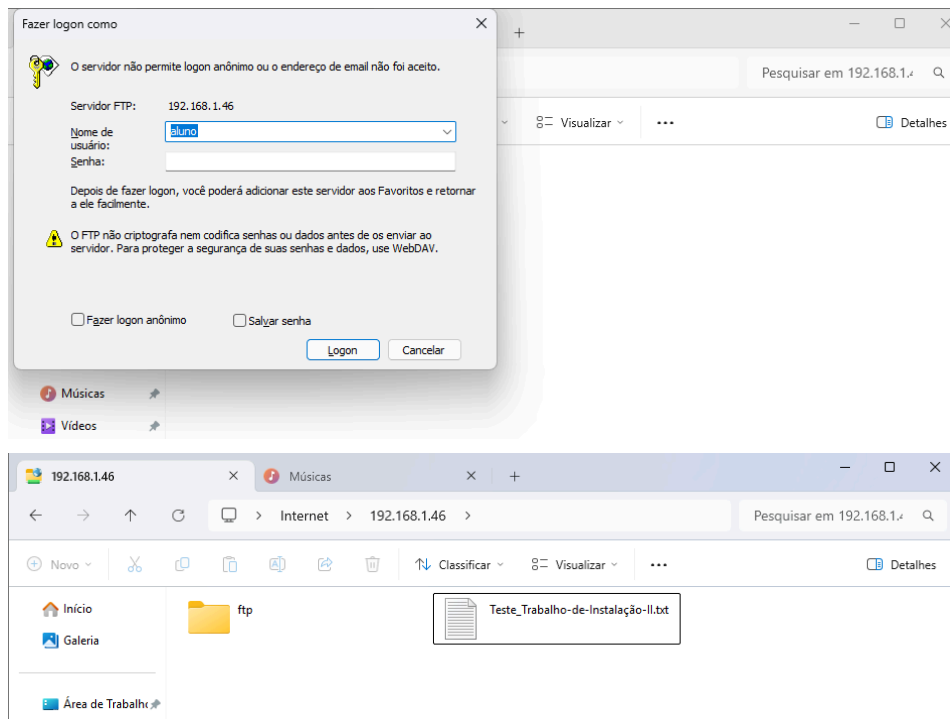 Fazer logon como
O servidor não permite logon anônimo ou o endereço de email não foi aceito.
Servidor FTP: 192.168.1.46
Nome de usuário: aluno
Senha:
Depois de fazer logon, você poderá adicionar este servidor aos Favoritos e retornar
a ele facilmente.
O FTP não criptografa nem codifica senhas ou dados antes de os enviar ao
servidor. Para proteger a segurança de suas senhas e dados, use WebDAV.
Fazer logon anônimo Salvar senha
Logon Cancelar
Pesquisar em 192.168.1.4
Visualizar Detalhes
Músicas
Vídeos
192.168.1.46 Músicas
Internet > 192.168.1.46 > Pesquisar em 192.168.1.4
Novo Classificar Visualizar Detalhes
Início
ftp Teste_Trabalho-de-Instalação-II.txt
Galeria
Área de Trabalho